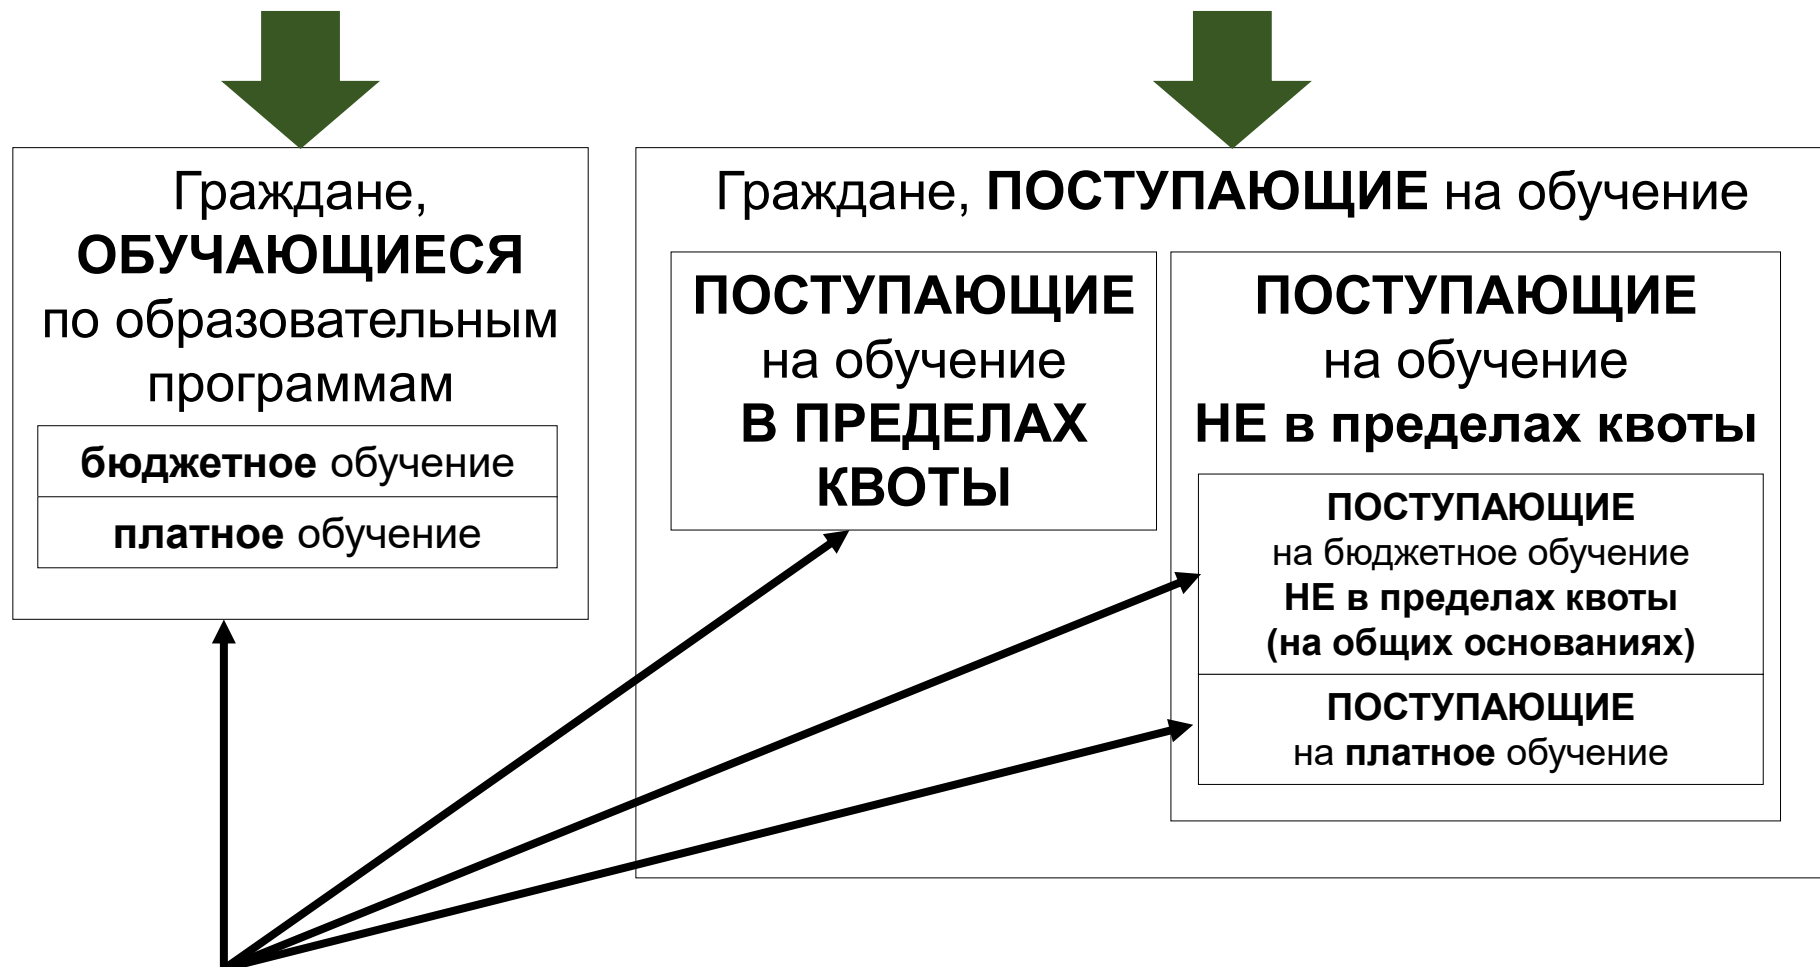 Граждане,
ОБУЧАЮЩИЕСЯ
по образовательным
программам
бюджетное обучение
платное обучение
Граждане, ПОСТУПАЮЩИЕ на обучение
ПОСТУПАЮЩИЕ
на обучение
В ПРЕДЕЛАХ
КВОТЫ
ПОСТУПАЮЩИЕ
на обучение
НЕ в пределах квоты
ПОСТУПАЮЩИЕ
на бюджетное обучение
НЕ в пределах квоты
(на общих основаниях)
ПОСТУПАЮЩИЕ
на платное обучение